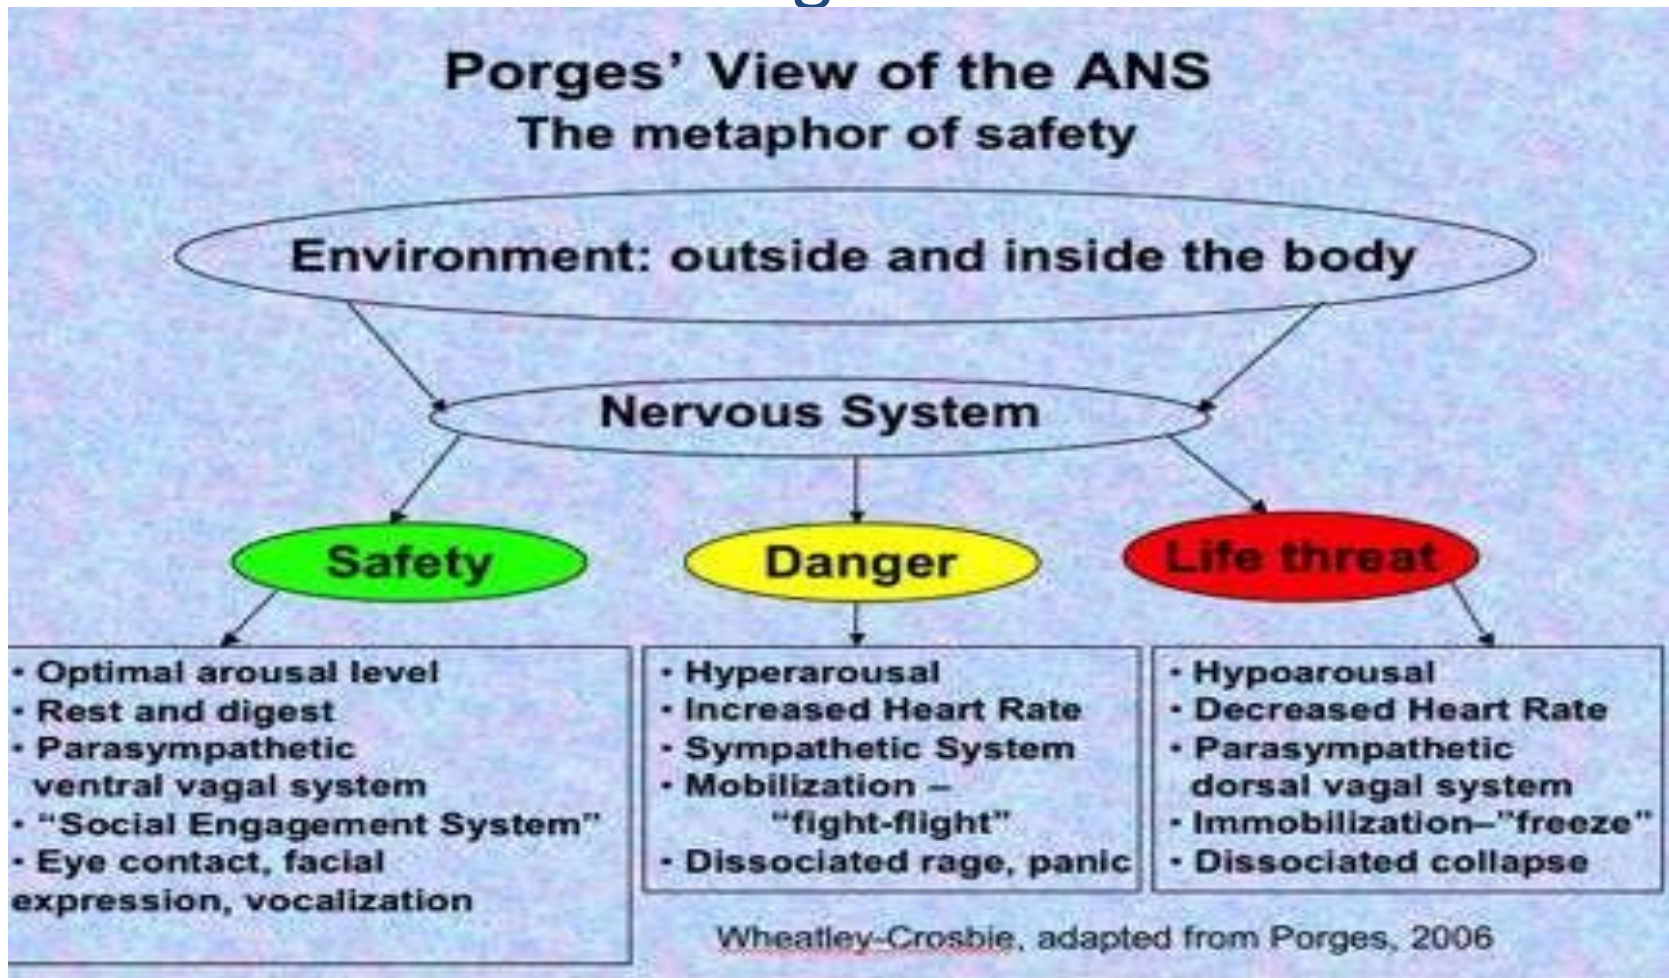 Porges’ View of the ANS
The metaphor of safety
Environment: outside and inside the body
Nervous System
Safety
Danger
Life threat
• Optimal arousal level
• Rest and digest
• Parasympathetic
ventral vagal system
• “Social Engagement System”
• Eye contact, facial
expression, vocalization
• Hyperarousal
• Increased Heart Rate
• Sympathetic System
• Mobilization –
“fight-flight”
• Dissociated rage, panic
• Hypoarousal
• Decreased Heart Rate
• Parasympathetic
dorsal vagal system
• Immobilization–”freeze”
• Dissociated collapse
Wheatley-Crosbie, adapted from Porges, 2006